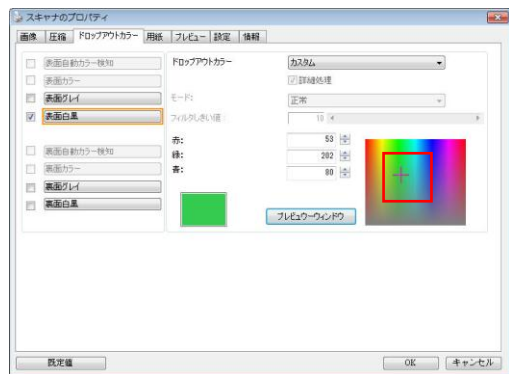 スキャナのプロパティ
画像 圧縮 ドロップアウトカラー 用紙 プレビュー 設定 情報
表面自動カラー検知
表面カラー
表面グレイ
表面白黒
裏面自動カラー検知
裏面カラー
裏面グレイ
裏面白黒
ドロップアウトカラー カスタム
詳細処理
モード: 正常
フィルタしきい値: 10
赤: 53
緑: 202
青: 80
プレビューウィンドウ
既定値 OK キャンセル